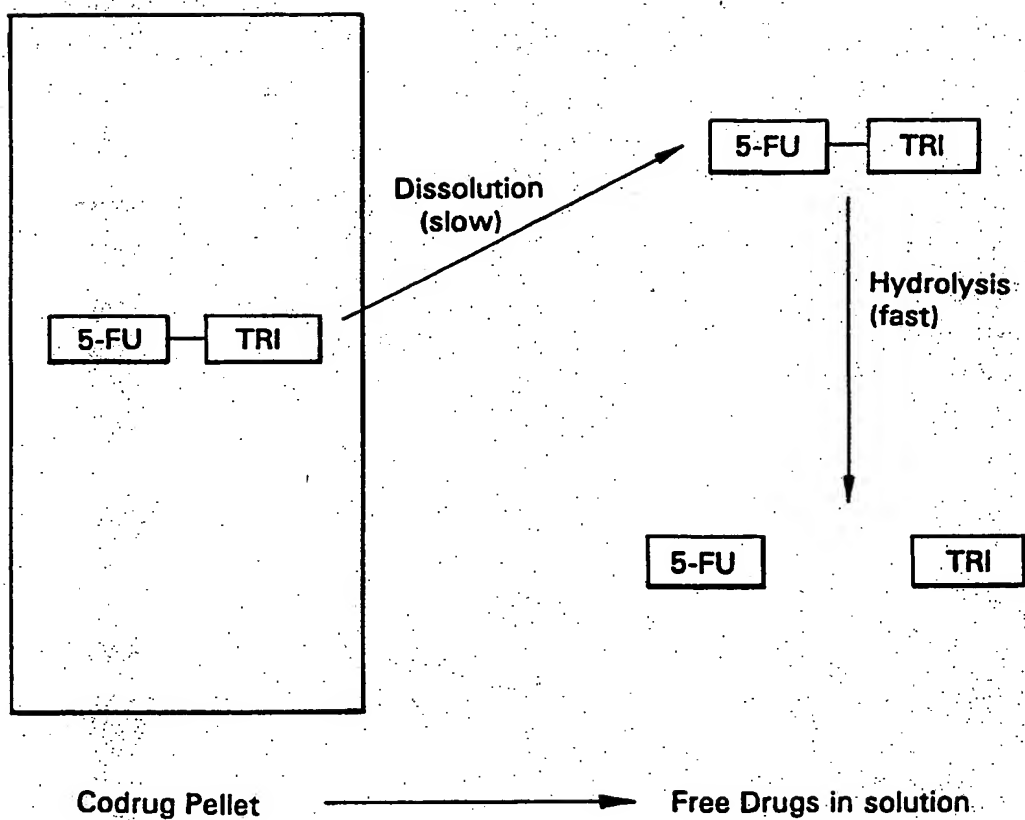 5-FU TRI
Dissolution
(slow)
Hydrolysis
(fast)
5-FU TRI
5-FU TRI
Codrug Pellet Free Drugs in solution